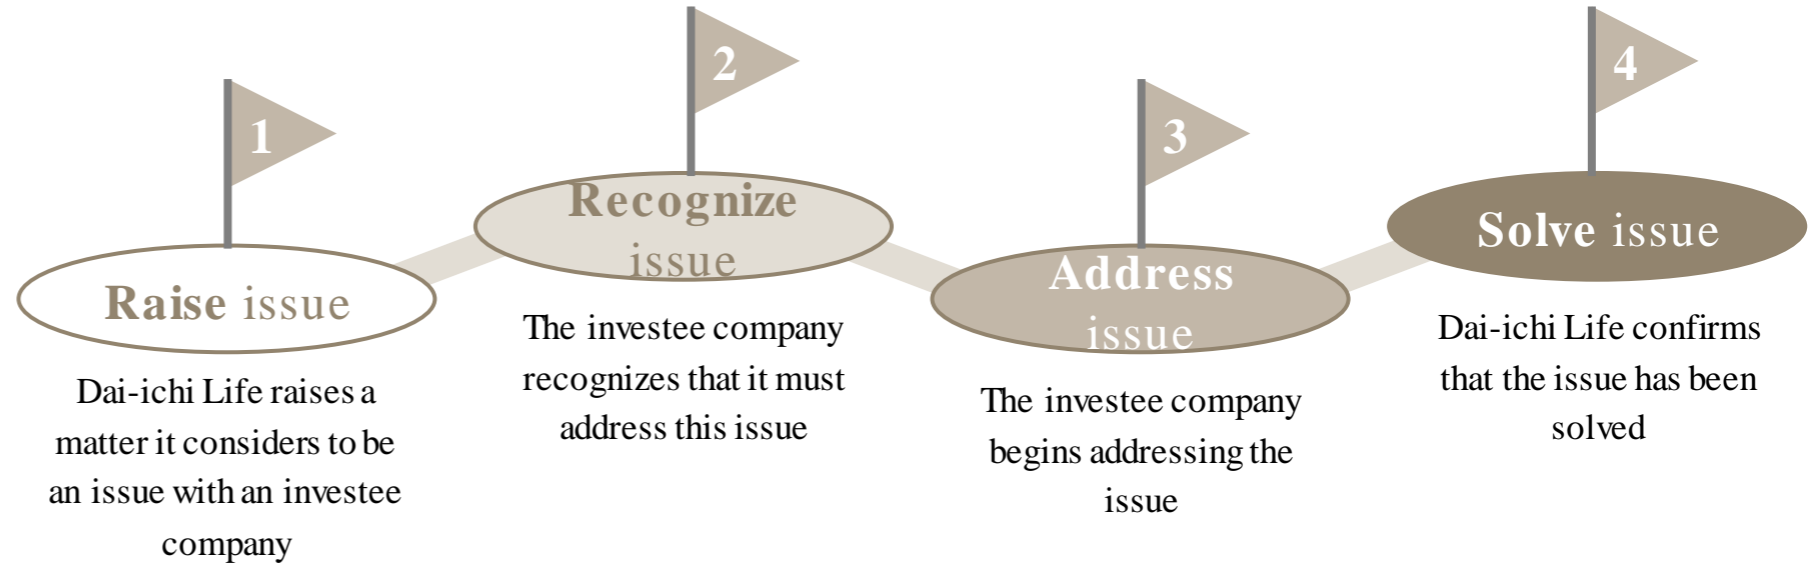 1
Raise issue
Dai-ichi Life raises a
matter it considers to be
an issue with an investee
company
2
Recognize
issue
The investee company
recognizes that it must
address this issue
3
Address
issue
The investee company
begins addressing the
issue
4
Solve issue
Dai-ichi Life confirms
that the issue has been
solved